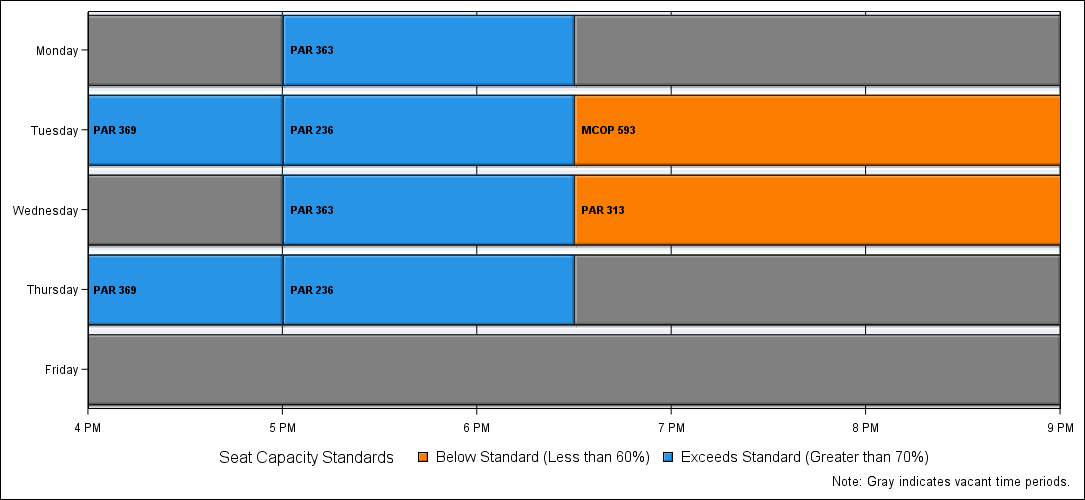 Monday
PAR 363
Tuesday
PAR 369
PAR 236
MCOP 593
Wednesday
PAR 363
PAR 313
Thursday
PAR 369
PAR 236
Friday
4 PM 5 PM 6 PM 7 PM 8 PM 9 PM
Seat Capacity Standards Below Standard (Less than 60%) Exceeds Standard (Greater than 70%)
Note: Gray indicates vacant time periods.